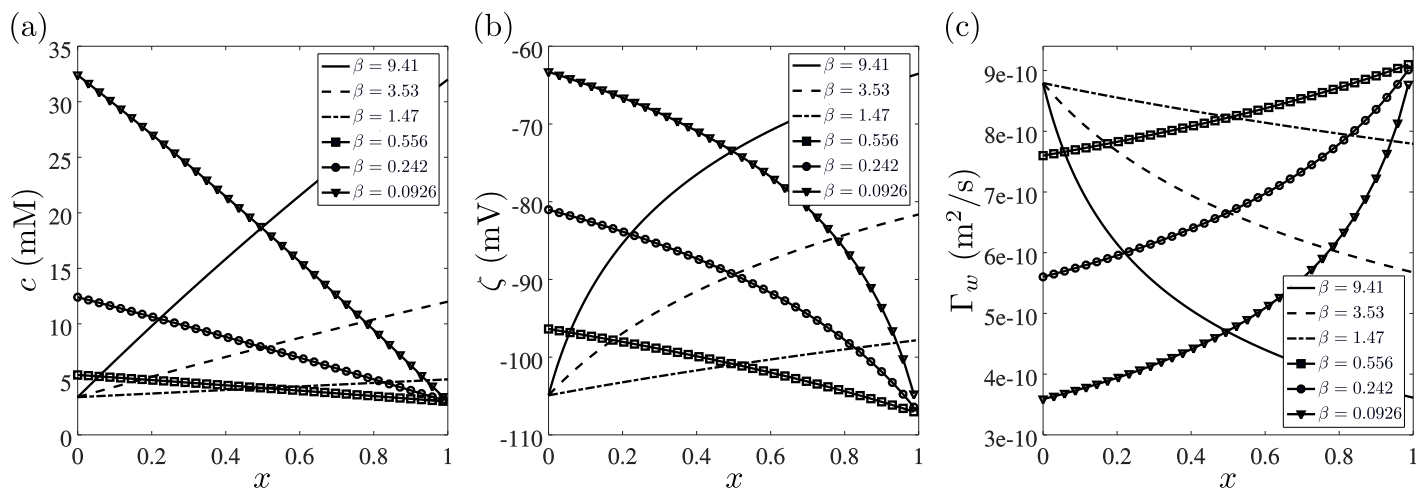 (a)
35
30
25
20
15
10
5
0
c (mM)
0
0.2
0.4
0.6
0.8
1
x
β = 9.41
β = 3.53
β = 1.47
β = 0.556
β = 0.242
β = 0.0926
(b)
-60
-70
-80
-90
-100
-110
ζ (mV)
0
0.2
0.4
0.6
0.8
1
x
β = 9.41
β = 3.53
β = 1.47
β = 0.556
β = 0.242
β = 0.0926
(c)
9e-10
8e-10
7e-10
6e-10
5e-10
4e-10
3e-10
Γw (m²/s)
0
0.2
0.4
0.6
0.8
1
x
β = 9.41
β = 3.53
β = 1.47
β = 0.556
β = 0.242
β = 0.0926